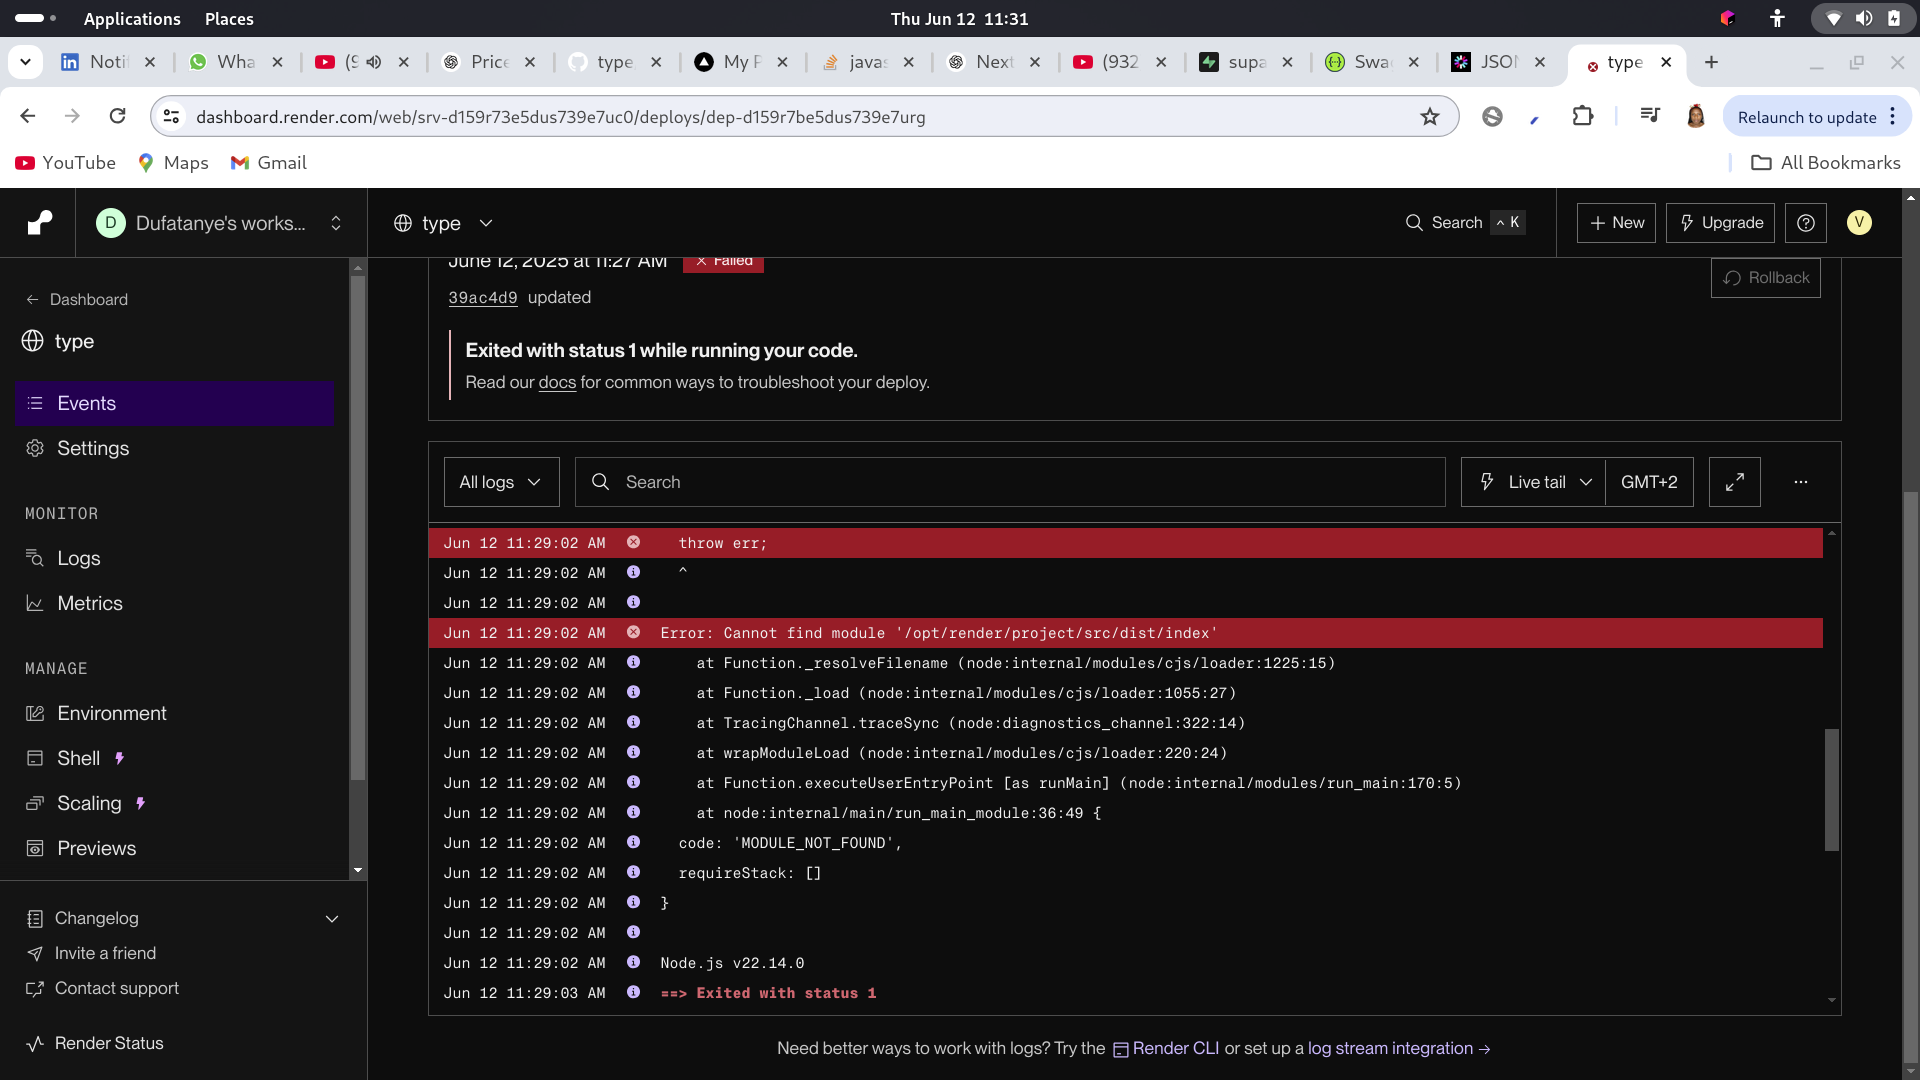 Applications Places
Thu Jun 12 11:31
Noti
Wha
(9
Price
type
My P
javas
Next
(932
supa
Swag
JSON
type
dashboard.render.com/web/srv-d159r73e5dus739e7uc0/deploys/dep-d159r7be5dus739e7urg
Relaunch to update
YouTube
Maps
Gmail
All Bookmarks
D
Dufatanye's works...
type
Search
^ K
+ New
Upgrade
V
← Dashboard
type
Events
Settings
MONITOR
Logs
Metrics
MANAGE
Environment
Shell
Scaling
Previews
Changelog
Invite a friend
Contact support
Render Status
June 12, 2025 at 11:27 AM
Failed
39ac4d9 updated
Rollback
Exited with status 1 while running your code.
Read our docs for common ways to troubleshoot your deploy.
All logs
Search
Live tail
GMT+2
...
Jun 12 11:29:02 AM throw err;
Jun 12 11:29:02 AM ^
Jun 12 11:29:02 AM
Jun 12 11:29:02 AM Error: Cannot find module '/opt/render/project/src/dist/index'
Jun 12 11:29:02 AM at Function._resolveFilename (node:internal/modules/cjs/loader:1225:15)
Jun 12 11:29:02 AM at Function._load (node:internal/modules/cjs/loader:1055:27)
Jun 12 11:29:02 AM at TracingChannel.traceSync (node:diagnostics_channel:322:14)
Jun 12 11:29:02 AM at wrapModuleLoad (node:internal/modules/cjs/loader:220:24)
Jun 12 11:29:02 AM at Function.executeUserEntryPoint [as runMain] (node:internal/modules/run_main:170:5)
Jun 12 11:29:02 AM at node:internal/main/run_main_module:36:49 {
Jun 12 11:29:02 AM code: 'MODULE_NOT_FOUND',
Jun 12 11:29:02 AM requireStack: []
Jun 12 11:29:02 AM }
Jun 12 11:29:02 AM
Jun 12 11:29:02 AM Node.js v22.14.0
Jun 12 11:29:03 AM ==> Exited with status 1
Need better ways to work with logs? Try the Render CLI or set up a log stream integration →